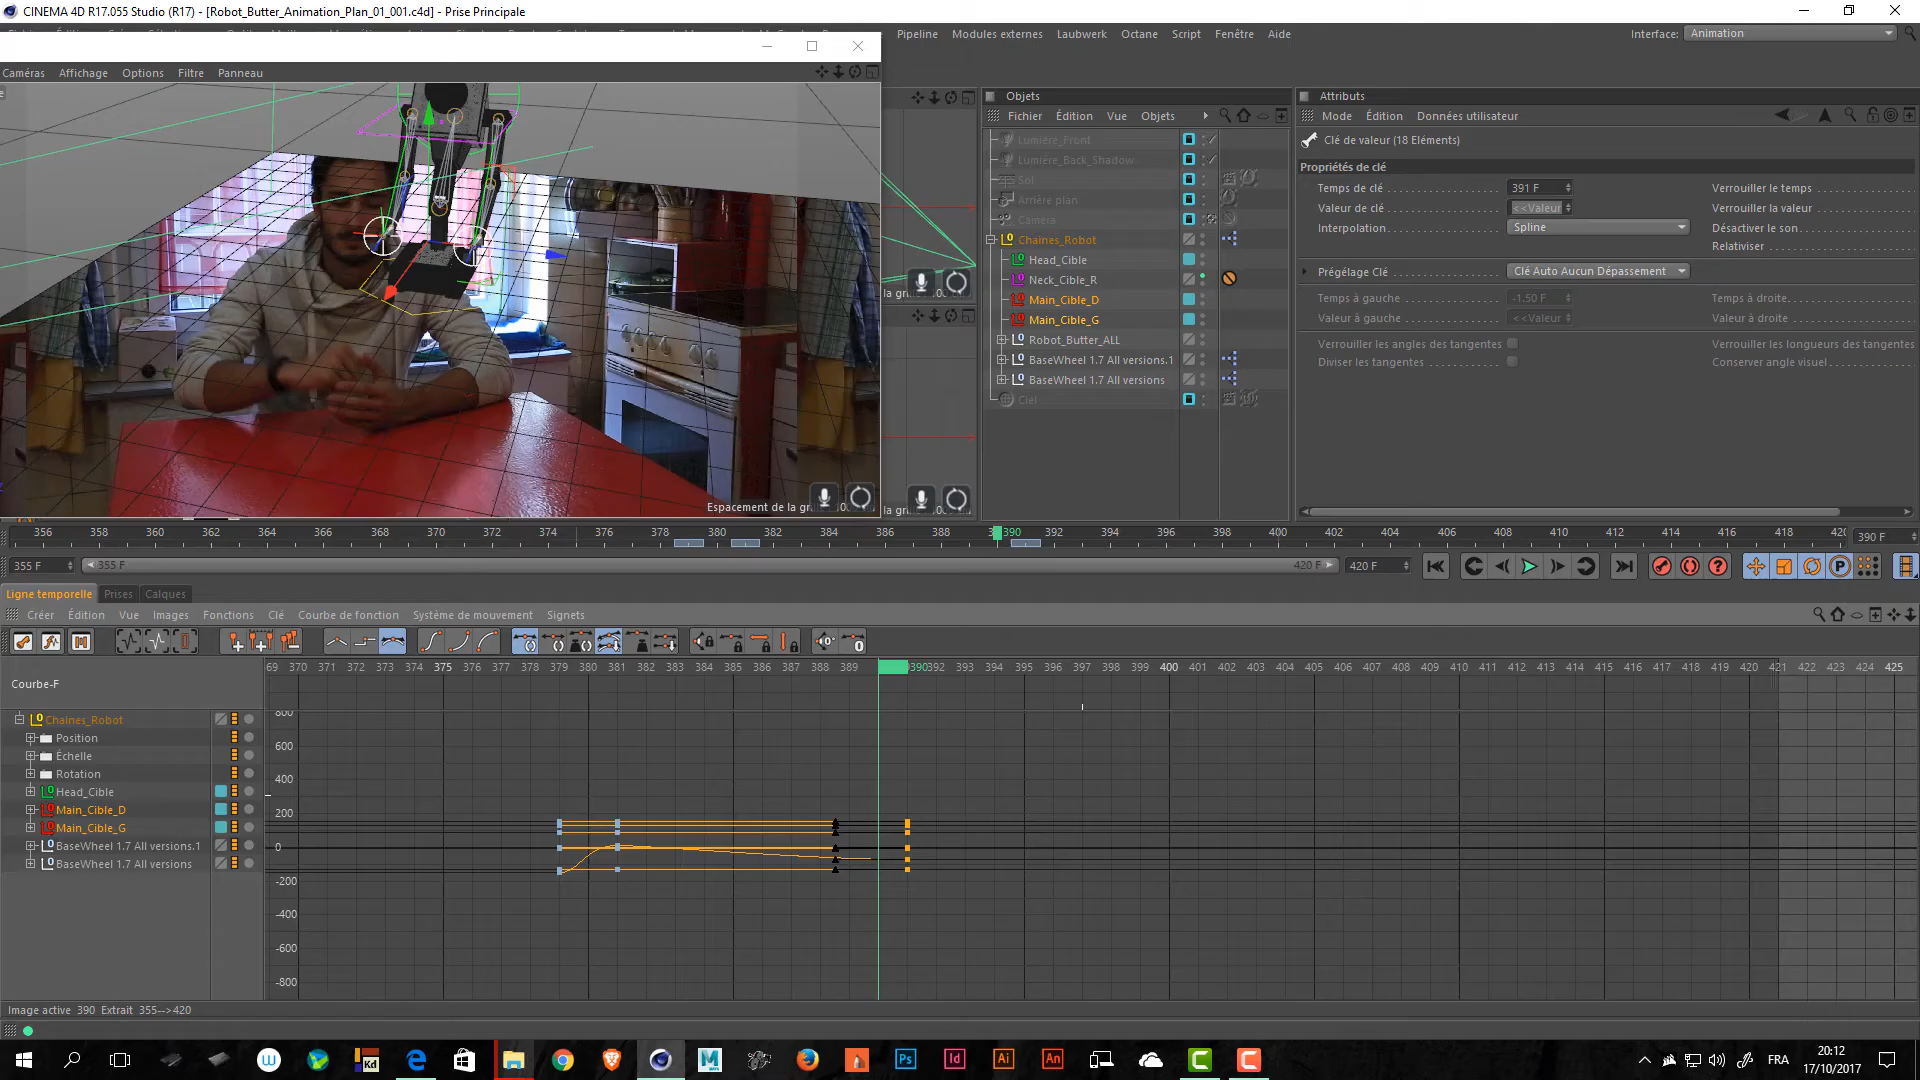 CINEMA 4D R17.055 Studio (R17) - [Robot_Butter_Animation_Plan_01_001.c4d] - Prise Principale
Pipeline Modules externes Laubwerk Octane Script Fenêtre Aide
Interface: Animation
Caméras Affichage Options Filtre Panneau
Objets
Fichier Édition Vue Objets
Lumière_Front
Lumière_Back_Shadow
Sol
Arrière plan
Caméra
Chaines_Robot
Head_Cible
Neck_Cible_R
Main_Cible_D
Main_Cible_G
Robot_Butter_ALL
BaseWheel 1.7 All versions.1
BaseWheel 1.7 All versions
Ciel
Attributs
Mode Édition Données utilisateur
Clé de valeur (18 Eléments)
Propriétés de clé
Temps de clé 391 F Verrouiller le temps
Valeur de clé <<Valeur Verrouiller la valeur
Interpolation Spline Désactiver le son
Relativiser
Préréglage Clé Clé Auto Aucun Dépassement
Temps à gauche -1.50 F Temps à droite
Valeur à gauche <<Valeur Valeur à droite
Verrouiller les angles des tangentes Verrouiller les longueurs des tangentes
Diviser les tangentes Conserver angle visuel
Espacement de la gr
356 358 360 362 364 366 368 370 372 374 376 378 380 382 384 386 388 390 392 394 396 398 400 402 404 406 408 410 412 414 416 418 420 390 F
355 F 355 F 420 F 420 F
Ligne temporelle Prises Calques
Créer Édition Vue Images Fonctions Clé Courbe de fonction Système de mouvement Signets
69 370 371 372 373 374 375 376 377 378 379 380 381 382 383 384 385 386 387 388 389 390 392 393 394 395 396 397 398 399 400 401 402 403 404 405 406 407 408 409 410 411 412 413 414 415 416 417 418 419 420 421 422 423 424 425
Courbe-F
Chaines_Robot
Position
Échelle
Rotation
Head_Cible
Main_Cible_D
Main_Cible_G
BaseWheel 1.7 All versions.1
BaseWheel 1.7 All versions
800
600
400
200
0
-200
-400
-600
-800
Image active 390 Extrait 355-->420
FRA
20:12
17/10/2017